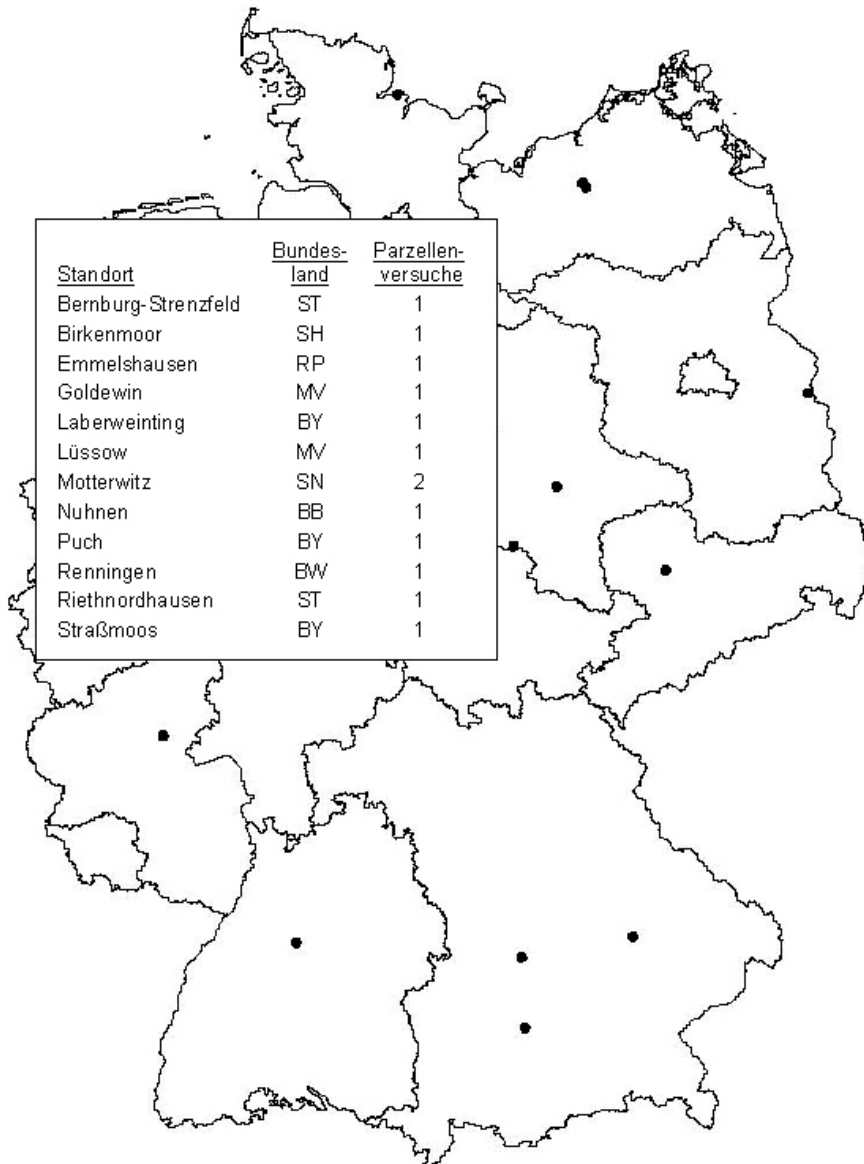 Bundes- Parzellen-
Standort land versuche
Bernburg-Strenzfeld ST 1
Birkenmoor SH 1
Emmelshausen RP 1
Goldewin MV 1
Laberweinting BY 1
Lüssow MV 1
Motterwitz SN 2
Nuhnen BB 1
Puch BY 1
Renningen BW 1
Riethnordhausen ST 1
Straßmoos BY 1